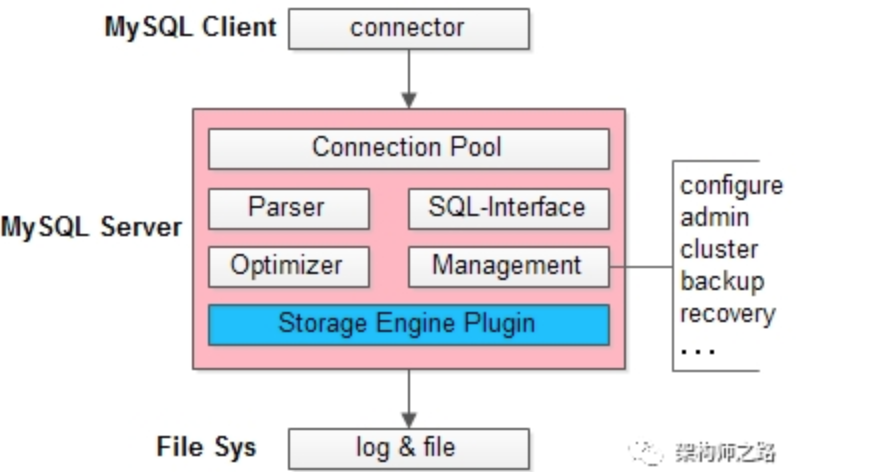 MySQL Client connector
Connection Pool
Parser SQL-Interface
MySQL Server
Optimizer Management
Storage Engine Plugin
configure
admin
cluster
backup
recovery
...
File Sys log & file
架构师之路